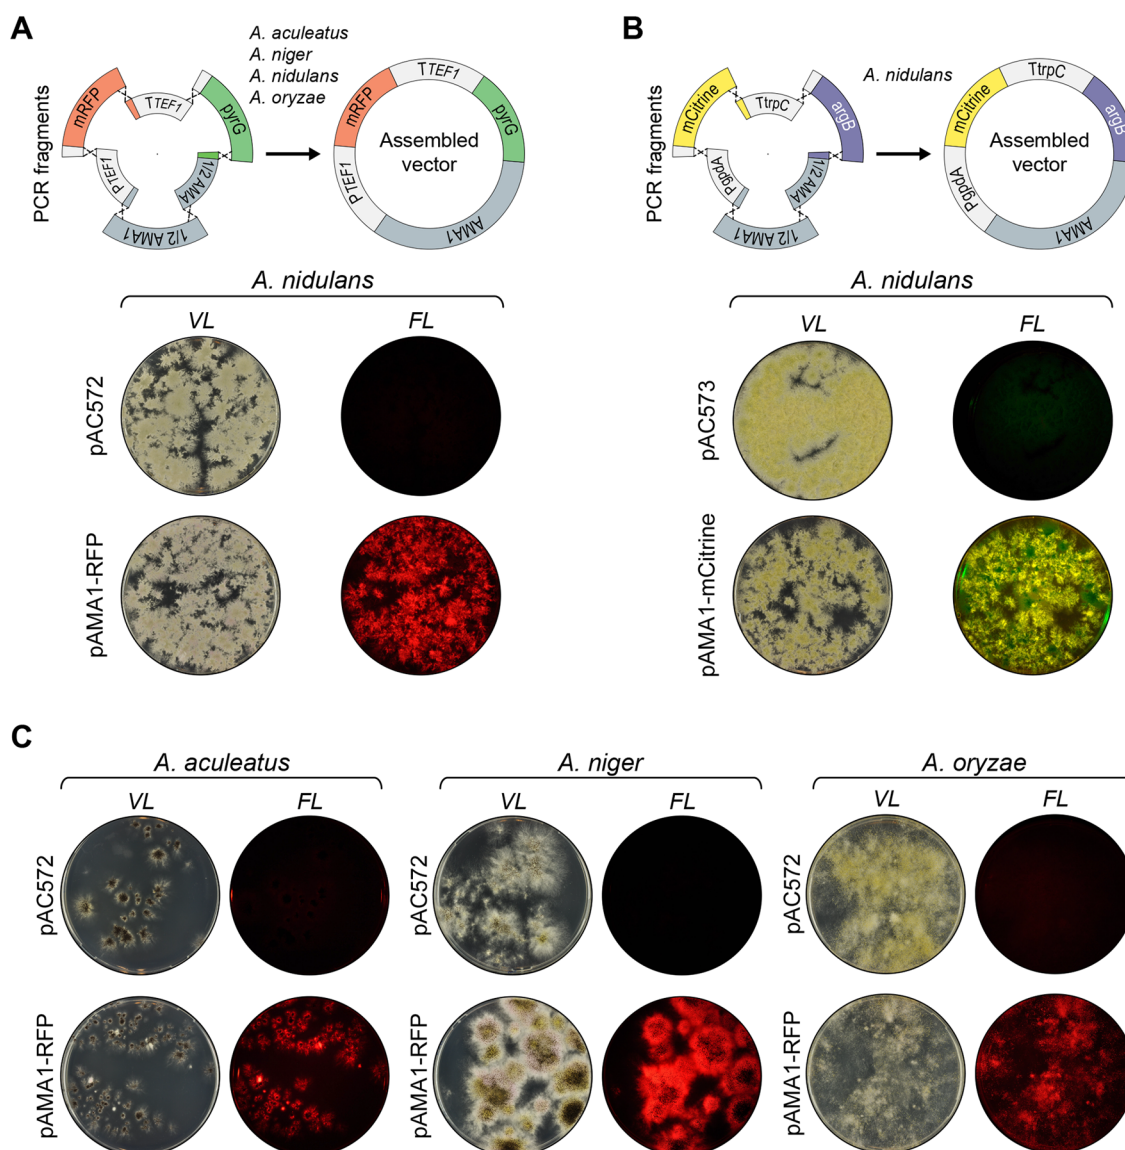 A
PCR fragments
mRFP
TTEF1
pyrG
PTEF1
1/2 AMA
1/2 AMA1
A. aculeatus
A. niger
A. nidulans
A. oryzae
mRFP
TTEF1
pyrG
PTEF1
AMA1
Assembled
vector
A. nidulans
VL
FL
pAC572
pAMA1-RFP
B
PCR fragments
mCitrine
TtrpC
argB
PgpdA
1/2 AMA
1/2 AMA1
A. nidulans
mCitrine
TtrpC
argB
PgpdA
AMA1
Assembled
vector
A. nidulans
VL
FL
pAC573
pAMA1-mCitrine
C
A. aculeatus
VL
FL
pAC572
pAMA1-RFP
A. niger
VL
FL
pAC572
pAMA1-RFP
A. oryzae
VL
FL
pAC572
pAMA1-RFP